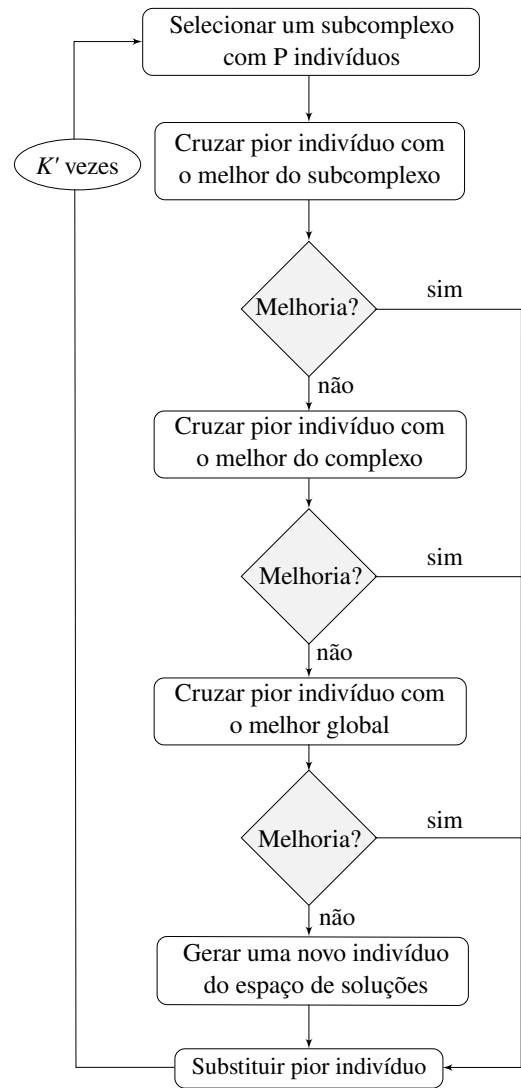 Selecionar um subcomplexo
com P indivíduos
K' vezes
Cruzar pior indivíduo com
o melhor do subcomplexo
Melhoria?
sim
não
Cruzar pior indivíduo com
o melhor do complexo
Melhoria?
sim
não
Cruzar pior indivíduo com
o melhor global
Melhoria?
sim
não
Gerar uma novo indivíduo
do espaço de soluções
Substituir pior indivíduo